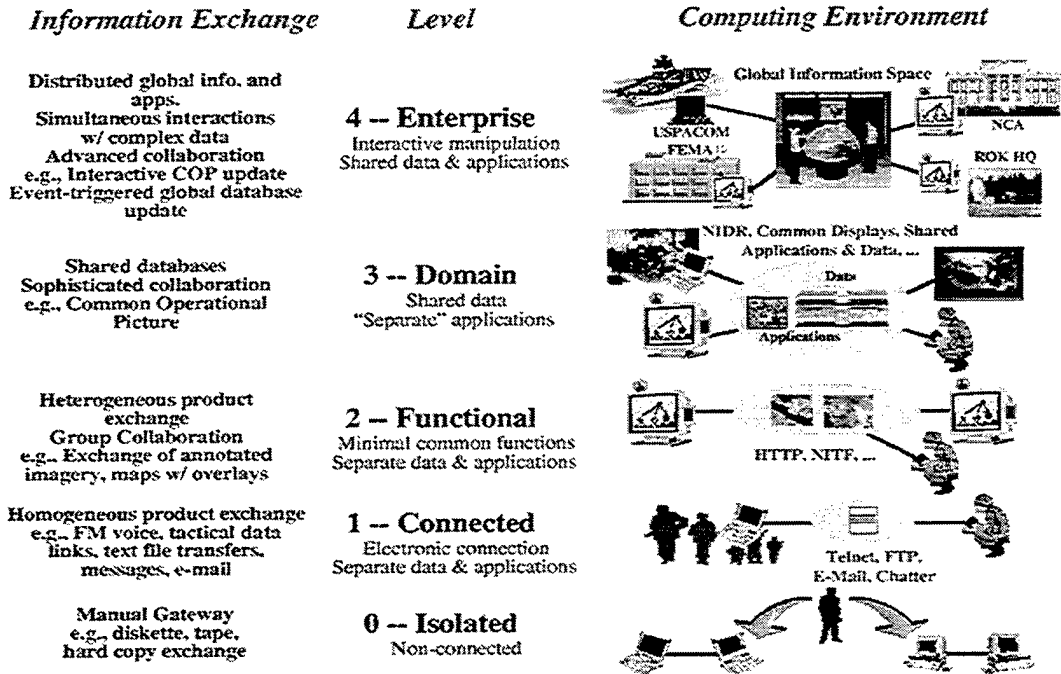 Information Exchange
Level
Computing Environment
Distributed global info. and
apps.
Simultaneous interactions
w/ complex data
Advanced collaboration
e.g., Interactive COP update
Event-triggered global database
update
4 -- Enterprise
Interactive manipulation
Shared data & applications
Global Information Space
USPACOM
FEMA
NCA
ROK HQ
Shared databases
Sophisticated collaboration
e.g., Common Operational
Picture
3 -- Domain
Shared data
“Separate” applications
NIDR, Common Displays, Shared
Applications & Data, ...
Data
Applications
Heterogeneous product
exchange
Group Collaboration
e.g., Exchange of annotated
imagery, maps w/ overlays
2 -- Functional
Minimal common functions
Separate data & applications
HTTP, NITF, ...
Homogeneous product exchange
e.g., FM voice, tactical data
links, text file transfers,
messages, e-mail
1 -- Connected
Electronic connection
Separate data & applications
Telnet, FTP,
E-Mail, Chatter
Manual Gateway
e.g., diskette, tape,
hard copy exchange
0 -- Isolated
Non-connected